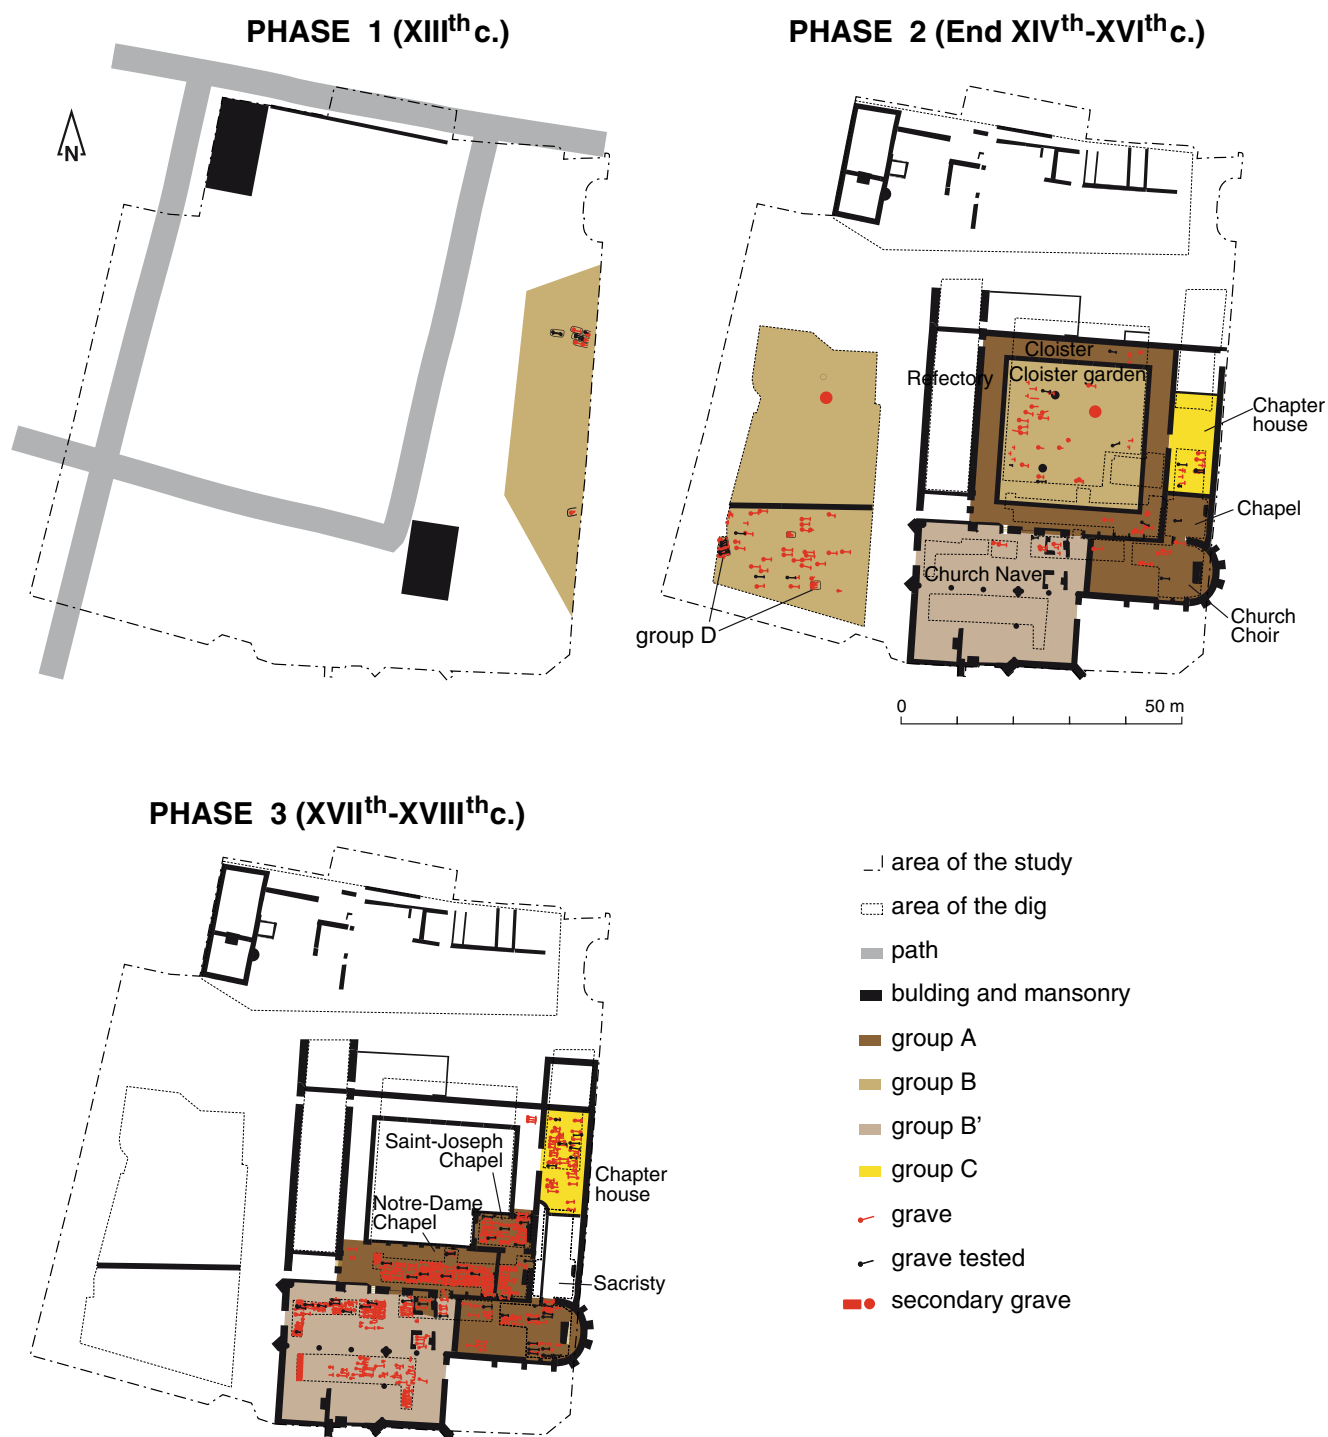 PHASE 1 (XIIIth c.)
N
PHASE 2 (End XIVth-XVIth c.)
Cloister
Refectory
Cloister garden
Chapter
house
Chapel
Church Nave
Church
Choir
group D
0 50 m
PHASE 3 (XVIIth-XVIIIth c.)
Saint-Joseph
Chapel
Notre-Dame
Chapel
Chapter
house
Sacristy
area of the study
area of the dig
path
bulding and mansonry
group A
group B
group B'
group C
grave
grave tested
secondary grave